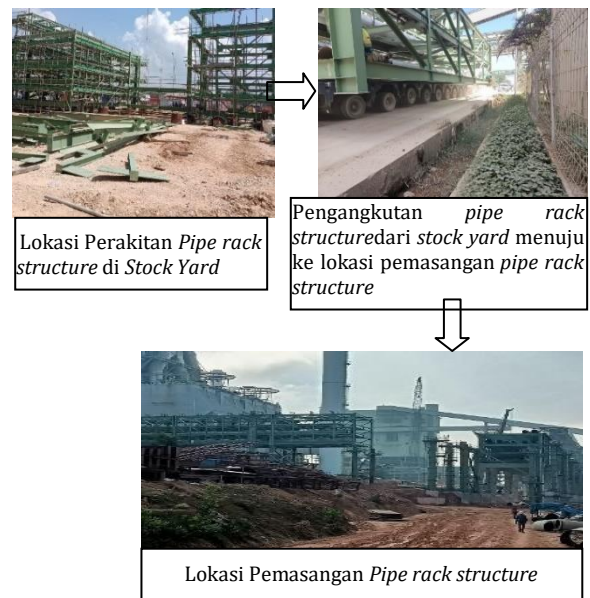 Lokasi Perakitan Pipe rack
structure di Stock Yard
Pengangkutan pipe rack
structuredari stock yard menuju
ke lokasi pemasangan pipe rack
structure
Lokasi Pemasangan Pipe rack structure